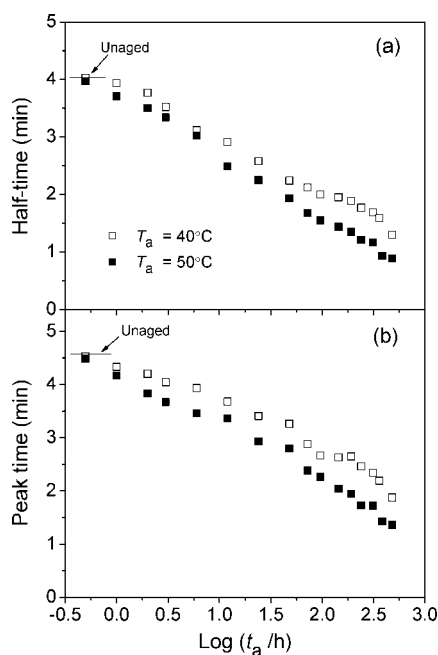 5
(a)
Unaged
4
3
2
1
0
Half-time (min)
□ Tₐ = 40°C
■ Tₐ = 50°C
5
(b)
Unaged
4
3
2
1
0
Peak time (min)
-0.5 0.0 0.5 1.0 1.5 2.0 2.5 3.0
Log (tₐ /h)